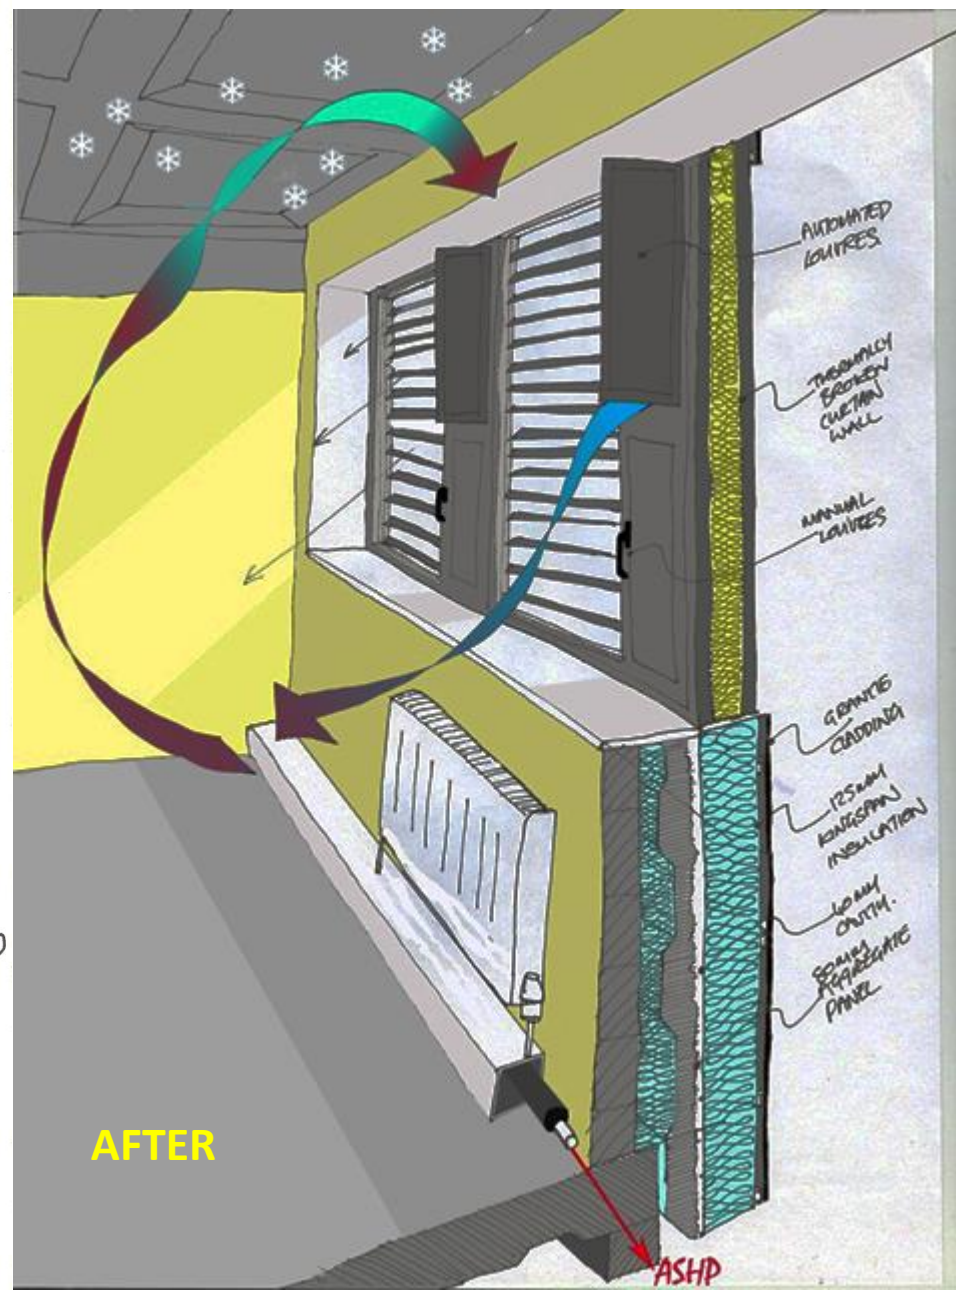 AUTOMATED
LOUVRES
THERMALLY
BROKEN
CURTAIN
WALL
MANUAL
LOUVRES
GRANITE
CLADDING
125MM
KINGSPAN
INSULATION
CAVITY.
AGGREGATE
PANEL
AFTER
ASHP